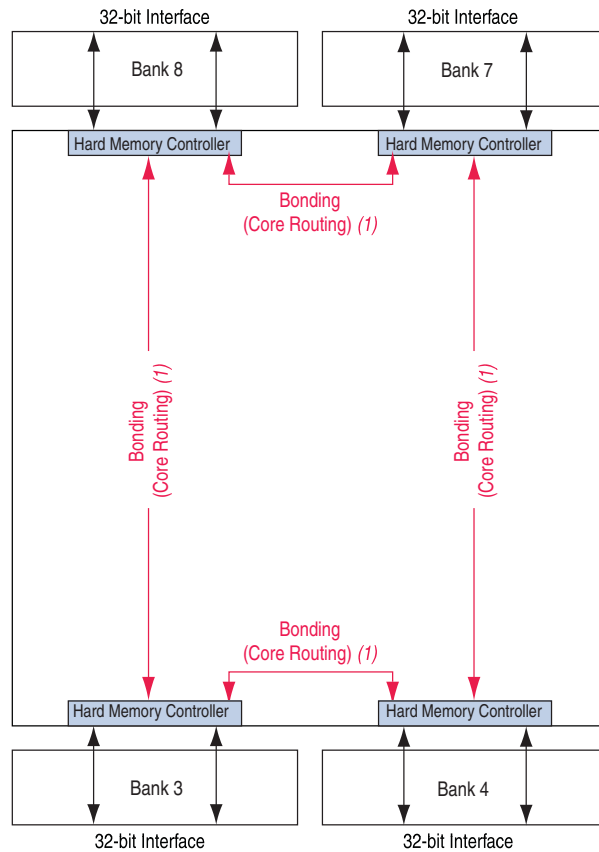 32-bit Interface
32-bit Interface
Bank 8
Bank 7
Hard Memory Controller
Hard Memory Controller
Bonding
(Core Routing) (1)
Bonding
(Core Routing) (1)
Bonding
(Core Routing) (1)
Bonding
(Core Routing) (1)
Hard Memory Controller
Hard Memory Controller
Bank 3
Bank 4
32-bit Interface
32-bit Interface